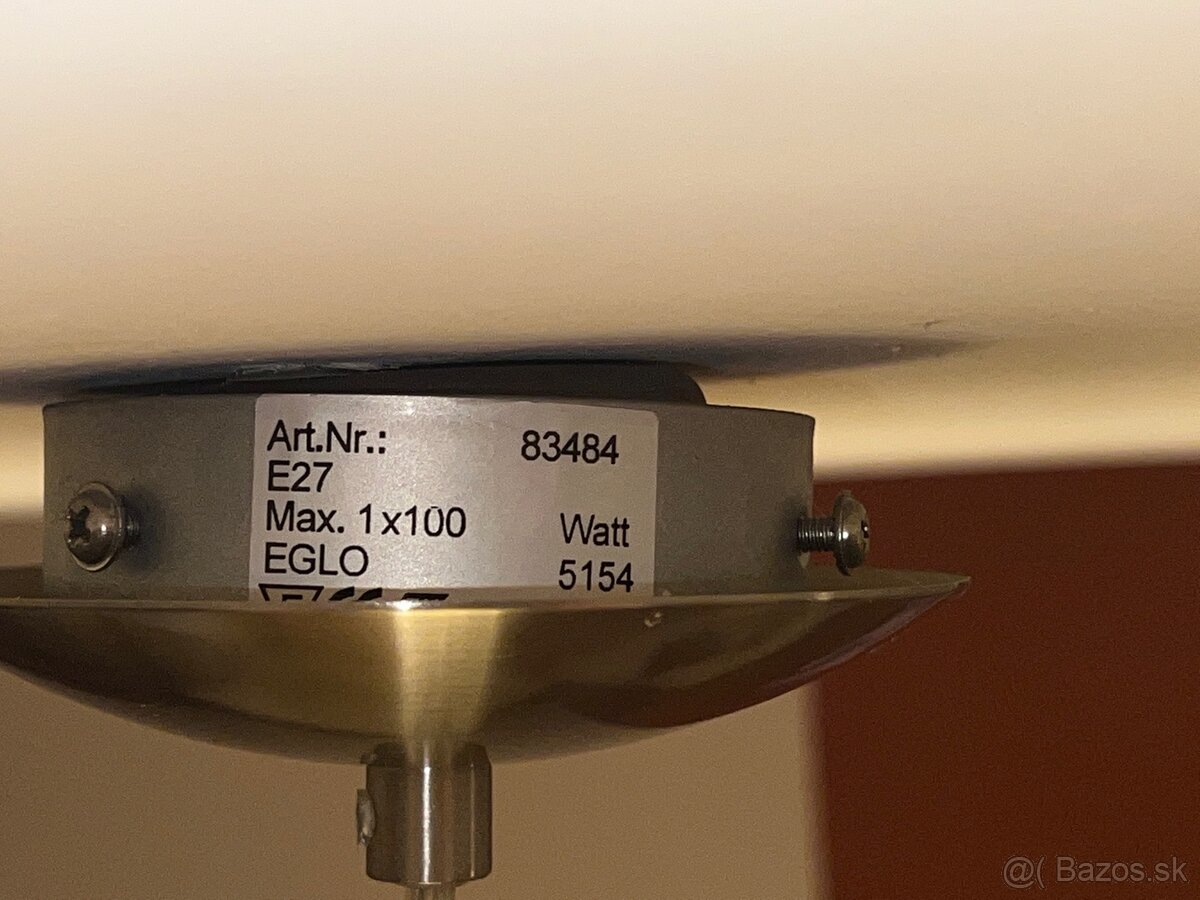 Art.Nr.: 83484
E27
Max. 1x100 Watt
EGLO 5154
@( Bazos.sk